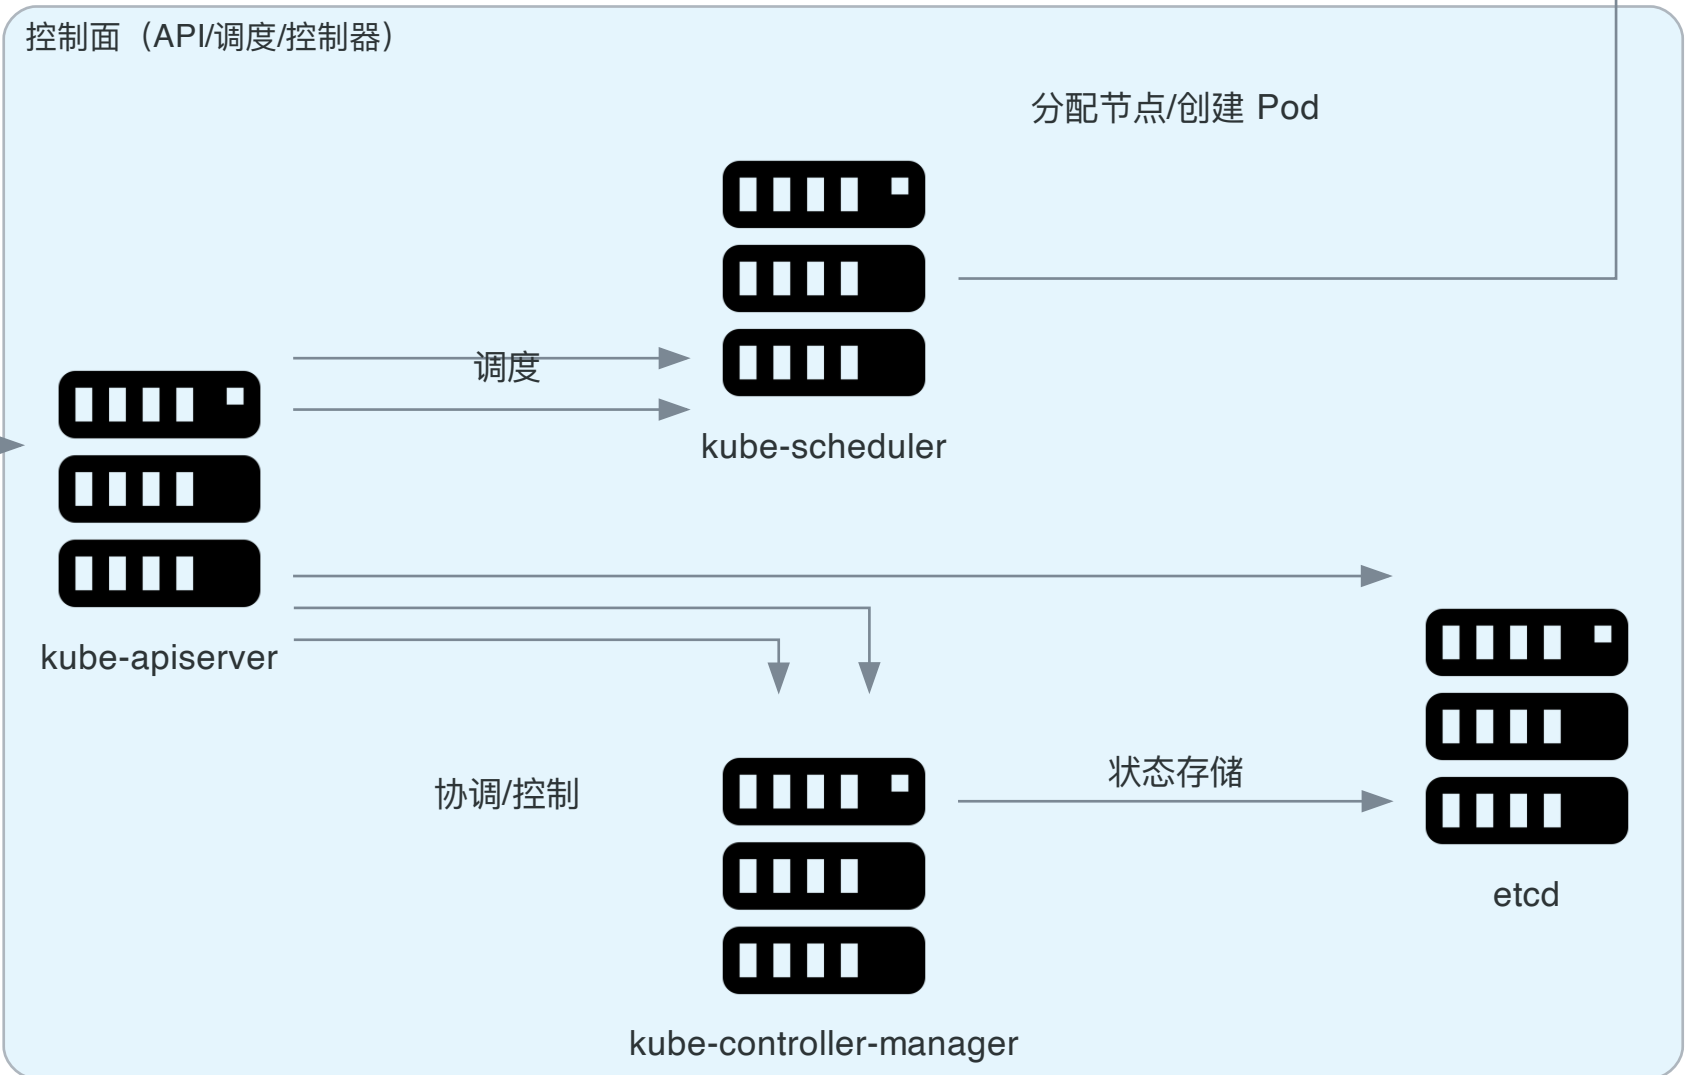 控制面（API/调度/控制器）
分配节点/创建 Pod
调度
kube-scheduler
kube-apiserver
协调/控制
状态存储
etcd
kube-controller-manager